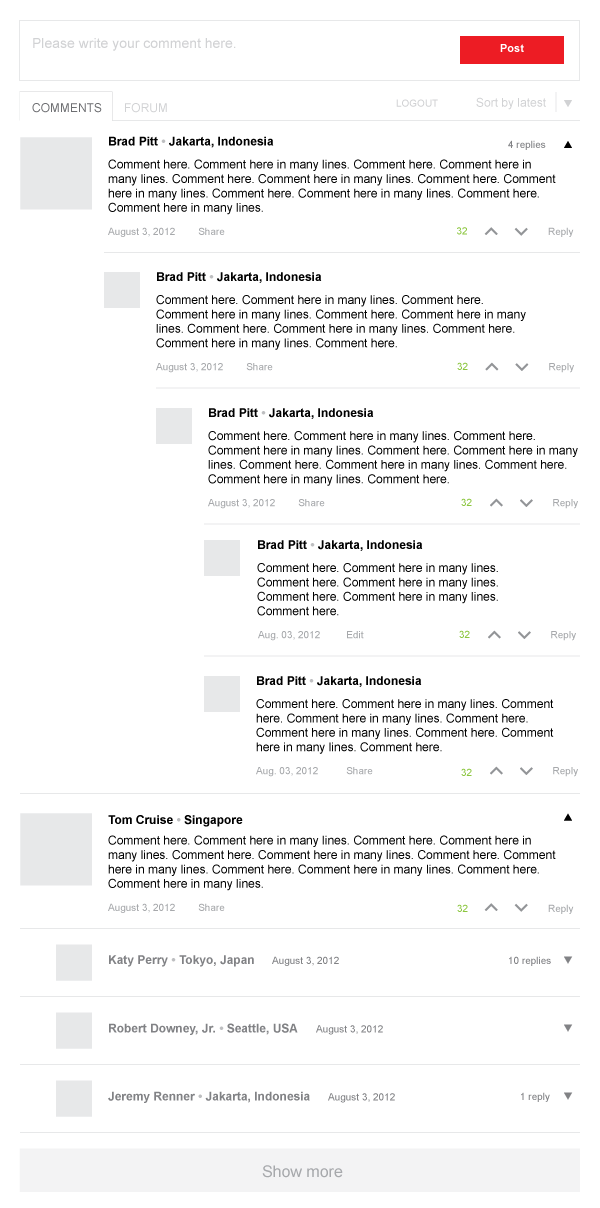 Please write your comment here.
Post
COMMENTS FORUM LOGOUT Sort by latest
Brad Pitt • Jakarta, Indonesia 4 replies
Comment here. Comment here in many lines. Comment here. Comment here in
many lines. Comment here. Comment here in many lines. Comment here. Comment
here in many lines. Comment here. Comment here in many lines. Comment here.
Comment here in many lines.
August 3, 2012 Share 32 Reply
Brad Pitt • Jakarta, Indonesia
Comment here. Comment here in many lines. Comment here.
Comment here in many lines. Comment here. Comment here in many
lines. Comment here. Comment here in many lines. Comment here.
Comment here in many lines. Comment here.
August 3, 2012 Share 32 Reply
Brad Pitt • Jakarta, Indonesia
Comment here. Comment here in many lines. Comment here.
Comment here in many lines. Comment here. Comment here in many
lines. Comment here. Comment here in many lines. Comment here.
Comment here in many lines. Comment here.
August 3, 2012 Share 32 Reply
Brad Pitt • Jakarta, Indonesia
Comment here. Comment here in many lines.
Comment here. Comment here in many lines.
Comment here. Comment here in many lines.
Comment here.
Aug. 03, 2012 Edit 32 Reply
Brad Pitt • Jakarta, Indonesia
Comment here. Comment here in many lines. Comment
here. Comment here in many lines. Comment here.
Comment here in many lines. Comment here. Comment
here in many lines. Comment here.
Aug. 03, 2012 Share 32 Reply
Tom Cruise • Singapore
Comment here. Comment here in many lines. Comment here. Comment here in
many lines. Comment here. Comment here in many lines. Comment here. Comment
here in many lines. Comment here. Comment here in many lines. Comment here.
Comment here in many lines.
August 3, 2012 Share 32 Reply
Katy Perry • Tokyo, Japan August 3, 2012 10 replies
Robert Downey, Jr. • Seattle, USA August 3, 2012
Jeremy Renner • Jakarta, Indonesia August 3, 2012 1 reply
Show more